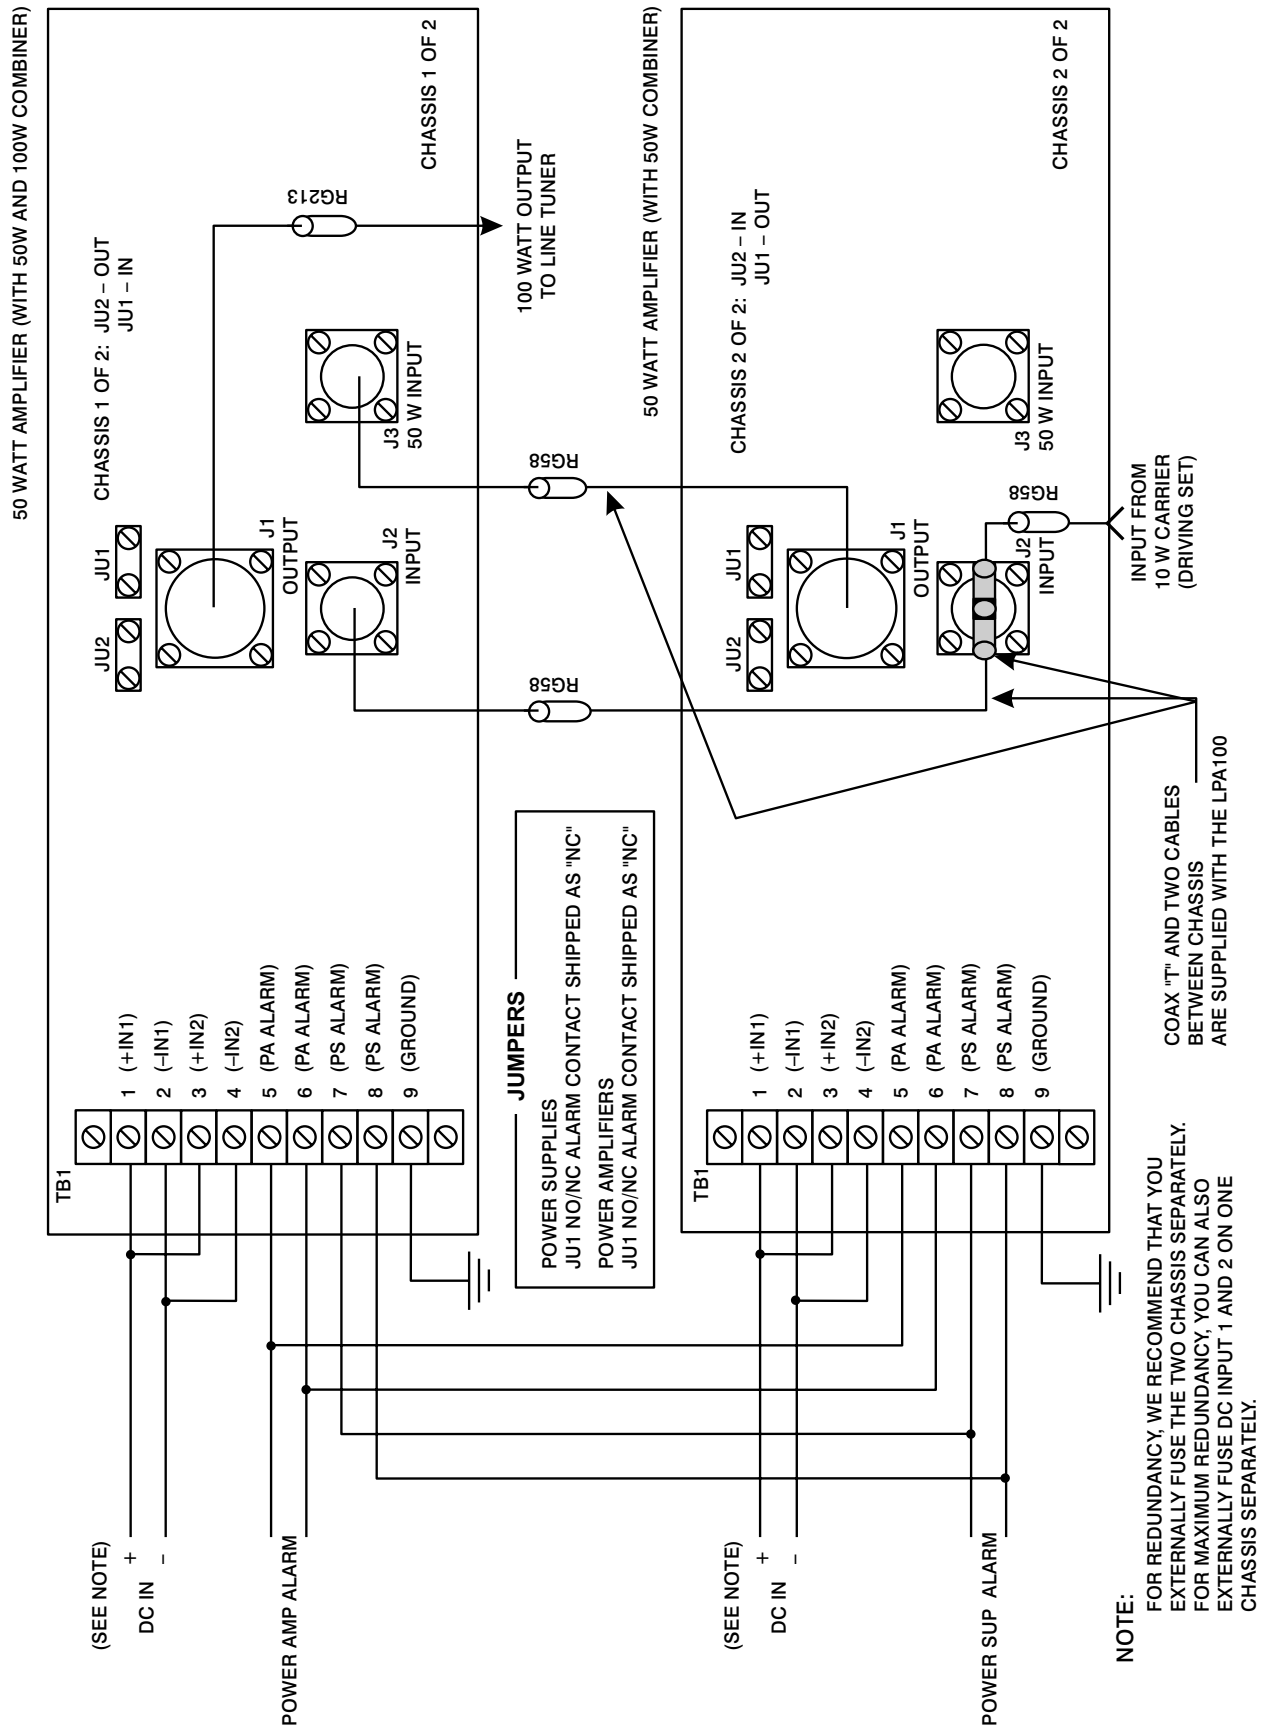 50 WATT AMPLIFIER (WITH 50W AND 100W COMBINER)
CHASSIS 1 OF 2: JU2 – OUT
JU1 – IN
CHASSIS 1 OF 2
TB1
1 (+IN1)
2 (–IN1)
3 (+IN2)
4 (–IN2)
5 (PA ALARM)
6 (PA ALARM)
7 (PS ALARM)
8 (PS ALARM)
9 (GROUND)
JU2
JU1
J1
OUTPUT
J2
INPUT
J3
50 W INPUT
RG213
100 WATT OUTPUT
TO LINE TUNER
(SEE NOTE)
+
DC IN
–
POWER AMP ALARM
JUMPERS
POWER SUPPLIES
JU1 NO/NC ALARM CONTACT SHIPPED AS "NC"
POWER AMPLIFIERS
JU1 NO/NC ALARM CONTACT SHIPPED AS "NC"
RG58
RG58
50 WATT AMPLIFIER (WITH 50W COMBINER)
CHASSIS 2 OF 2: JU2 – IN
JU1 – OUT
CHASSIS 2 OF 2
TB1
1 (+IN1)
2 (–IN1)
3 (+IN2)
4 (–IN2)
5 (PA ALARM)
6 (PA ALARM)
7 (PS ALARM)
8 (PS ALARM)
9 (GROUND)
JU2
JU1
J1
OUTPUT
J2
INPUT
J3
50 W INPUT
RG58
INPUT FROM
10 W CARRIER
(DRIVING SET)
(SEE NOTE)
+
DC IN
–
POWER SUP ALARM
COAX "T" AND TWO CABLES
BETWEEN CHASSIS
ARE SUPPLIED WITH THE LPA100
NOTE:
FOR REDUNDANCY, WE RECOMMEND THAT YOU
EXTERNALLY FUSE THE TWO CHASSIS SEPARATELY.
FOR MAXIMUM REDUNDANCY, YOU CAN ALSO
EXTERNALLY FUSE DC INPUT 1 AND 2 ON ONE
CHASSIS SEPARATELY.